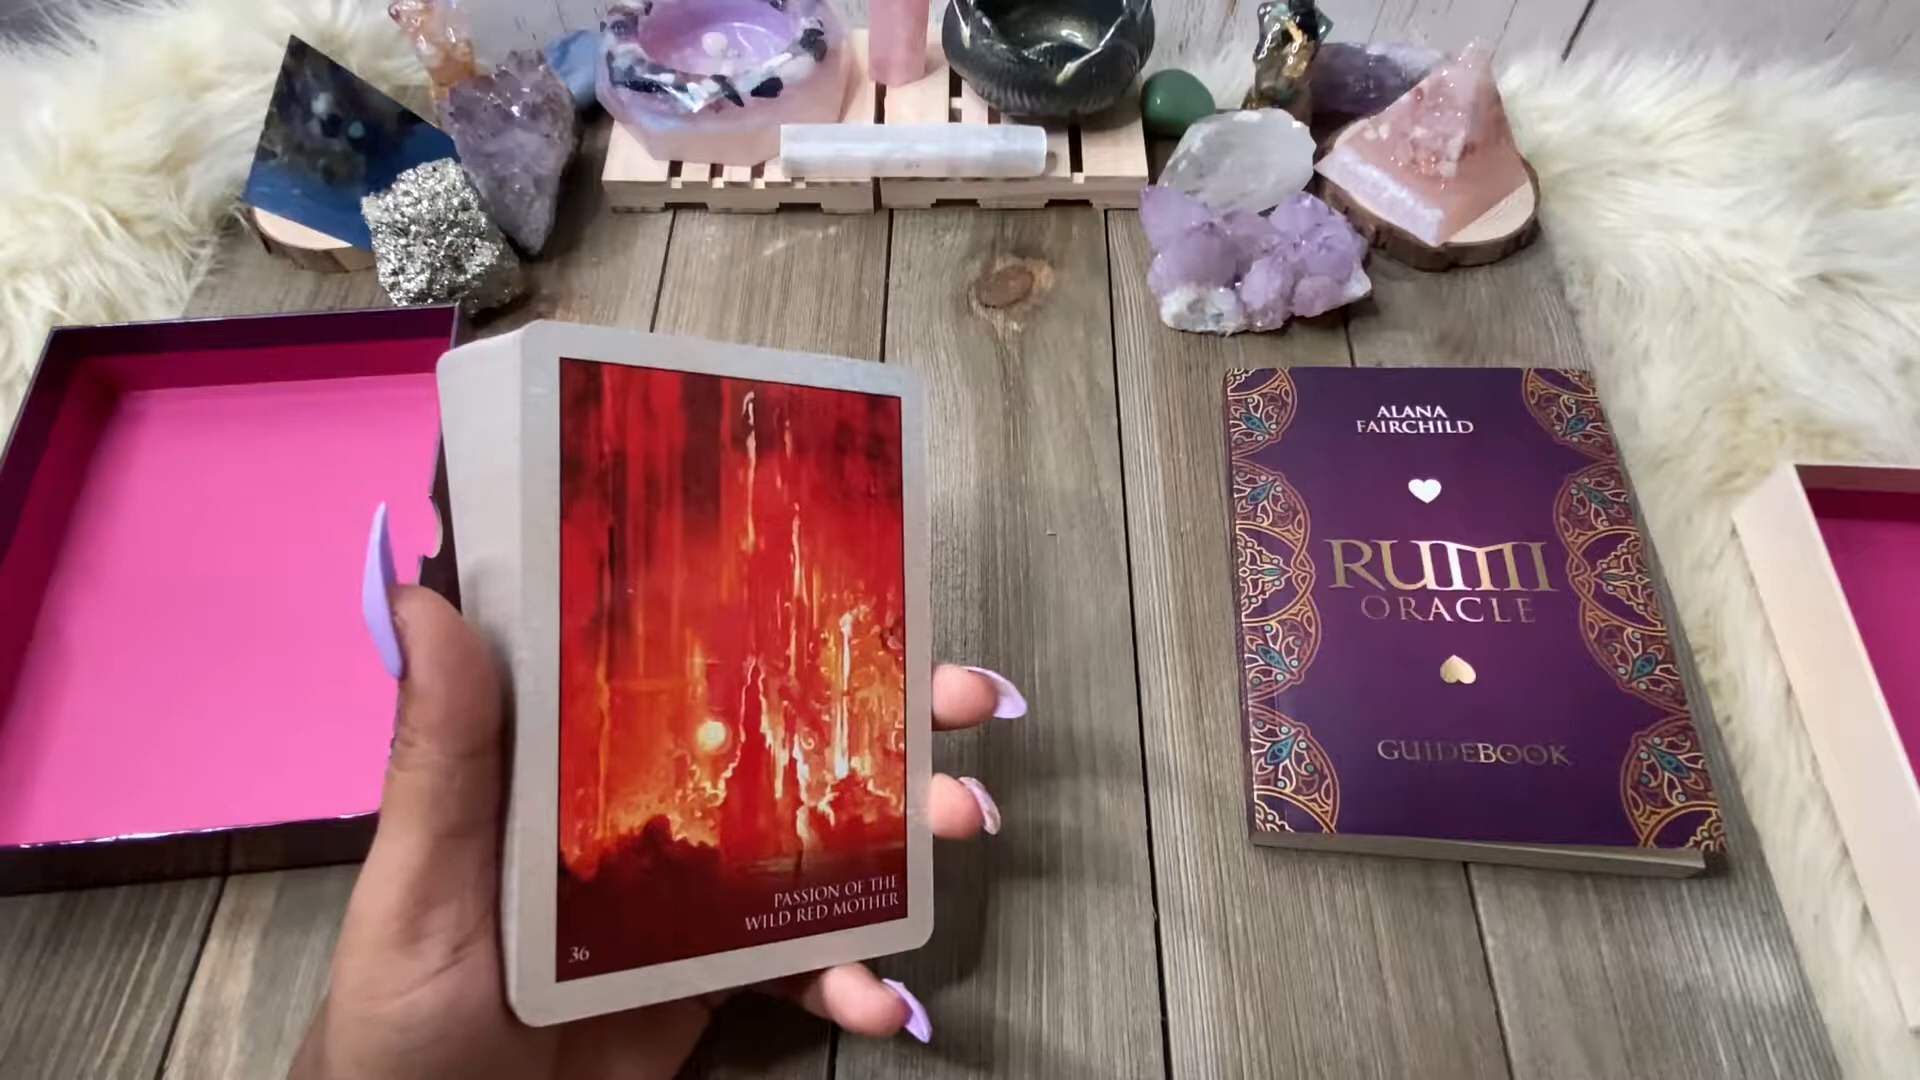 PASSION OF THE
WILD RED MOTHER
36
ALANA
FAIRCHILD
RUMI
ORACLE
GUIDEBOOK